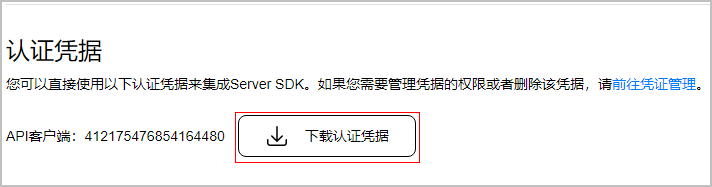 认证凭据
您可以直接使用以下认证凭据来集成Server SDK。如果您需要管理凭据的权限或者删除该凭据，请前往凭证管理。
API客户端：412175476854164480 下载认证凭据